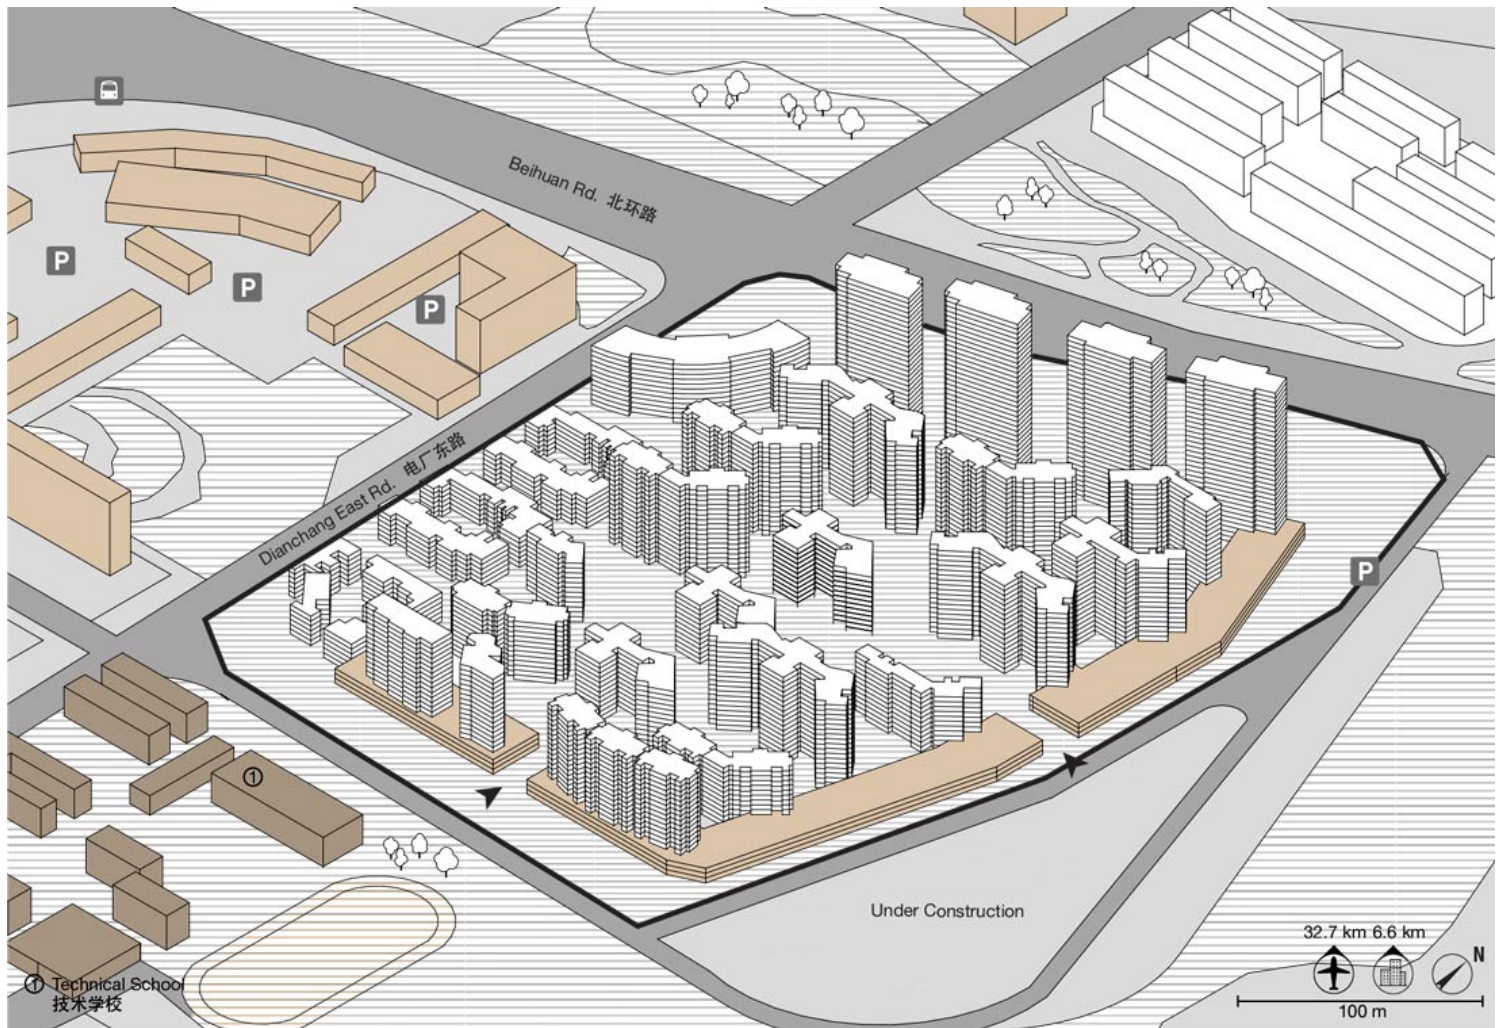 Beihuan Rd. 北环路
P
P
P
Dianchang East Rd. 电厂东路
P
①
Under Construction
32.7 km 6.6 km
N
① Technical School
技术学校
100 m